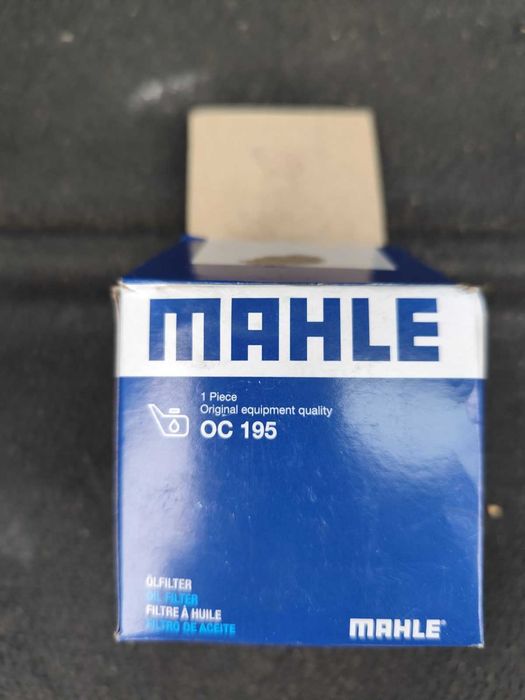 MAHLE
1 Piece
Original equipment quality
OC 195
ÖLFILTER
OIL FILTER
FILTRE À HUILE
FILTRO DE ACEITE
MAHLE®